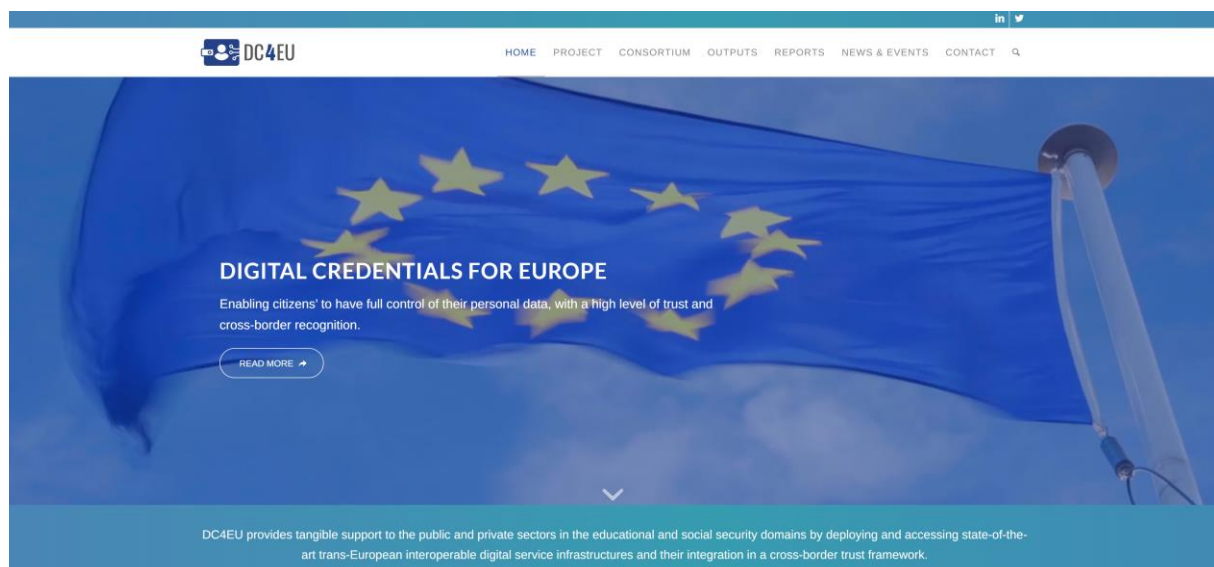 in
DC4EU
HOME PROJECT CONSORTIUM OUTPUTS REPORTS NEWS & EVENTS CONTACT
DIGITAL CREDENTIALS FOR EUROPE
Enabling citizens' to have full control of their personal data, with a high level of trust and
cross-border recognition.
READ MORE
DC4EU provides tangible support to the public and private sectors in the educational and social security domains by deploying and accessing state-of-the-
art trans-European interoperable digital service infrastructures and their integration in a cross-border trust framework.